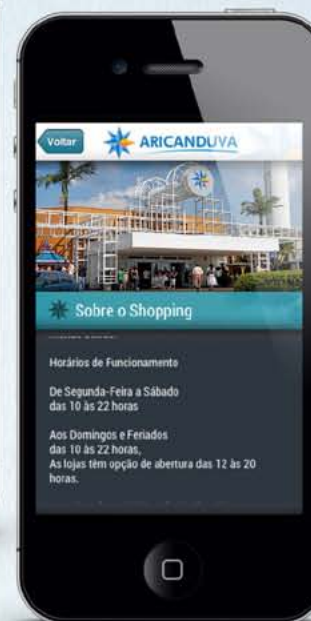 Voltar
ARICANDUVA
Sobre o Shopping
Horários de Funcionamento
De Segunda-Feira a Sábado
das 10 às 22 horas
Aos Domingos e Feriados
das 10 às 22 horas,
As lojas têm opção de abertura das 12 às 20
horas.